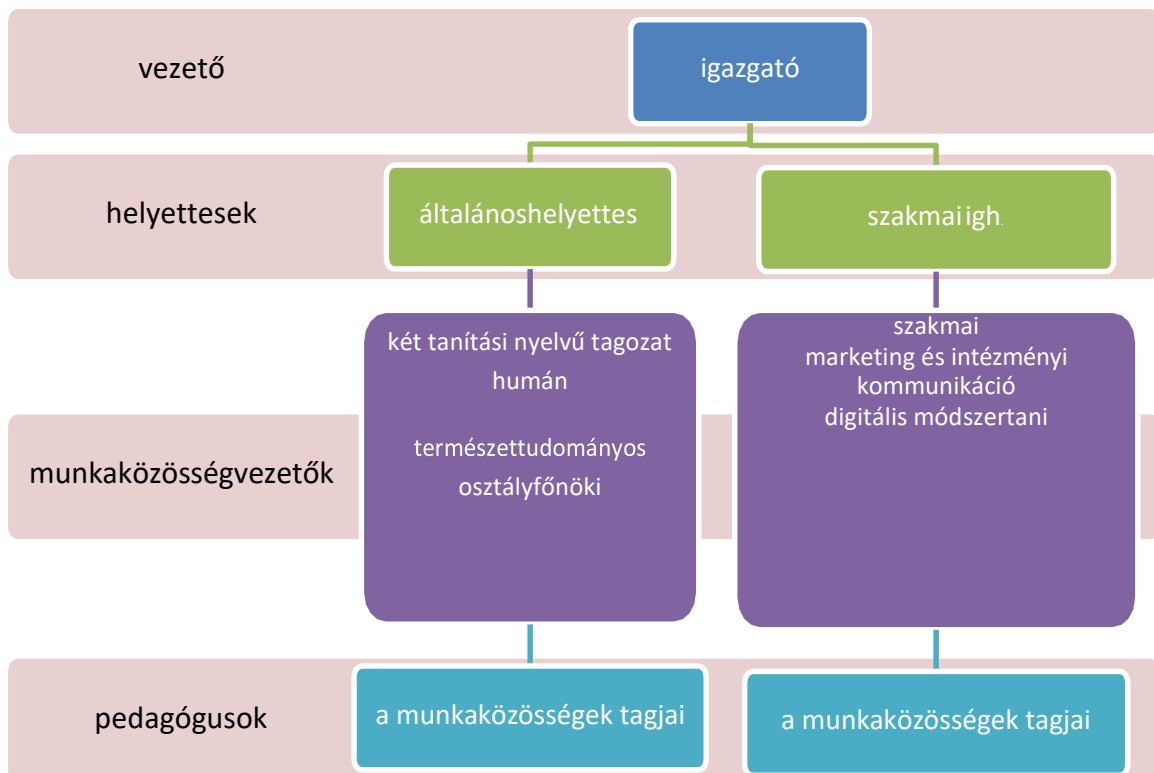 vezető
igazgató
helyettesek
általánoshelyettes
szakmai igh.
munkaközösségvezetők
két tanítási nyelvű tagozat
humán
természettudományos
osztályfőnöki
szakmai
marketing és intézményi
kommunikáció
digitális módszertani
pedagógusok
a munkaközösségek tagjai
a munkaközösségek tagjai